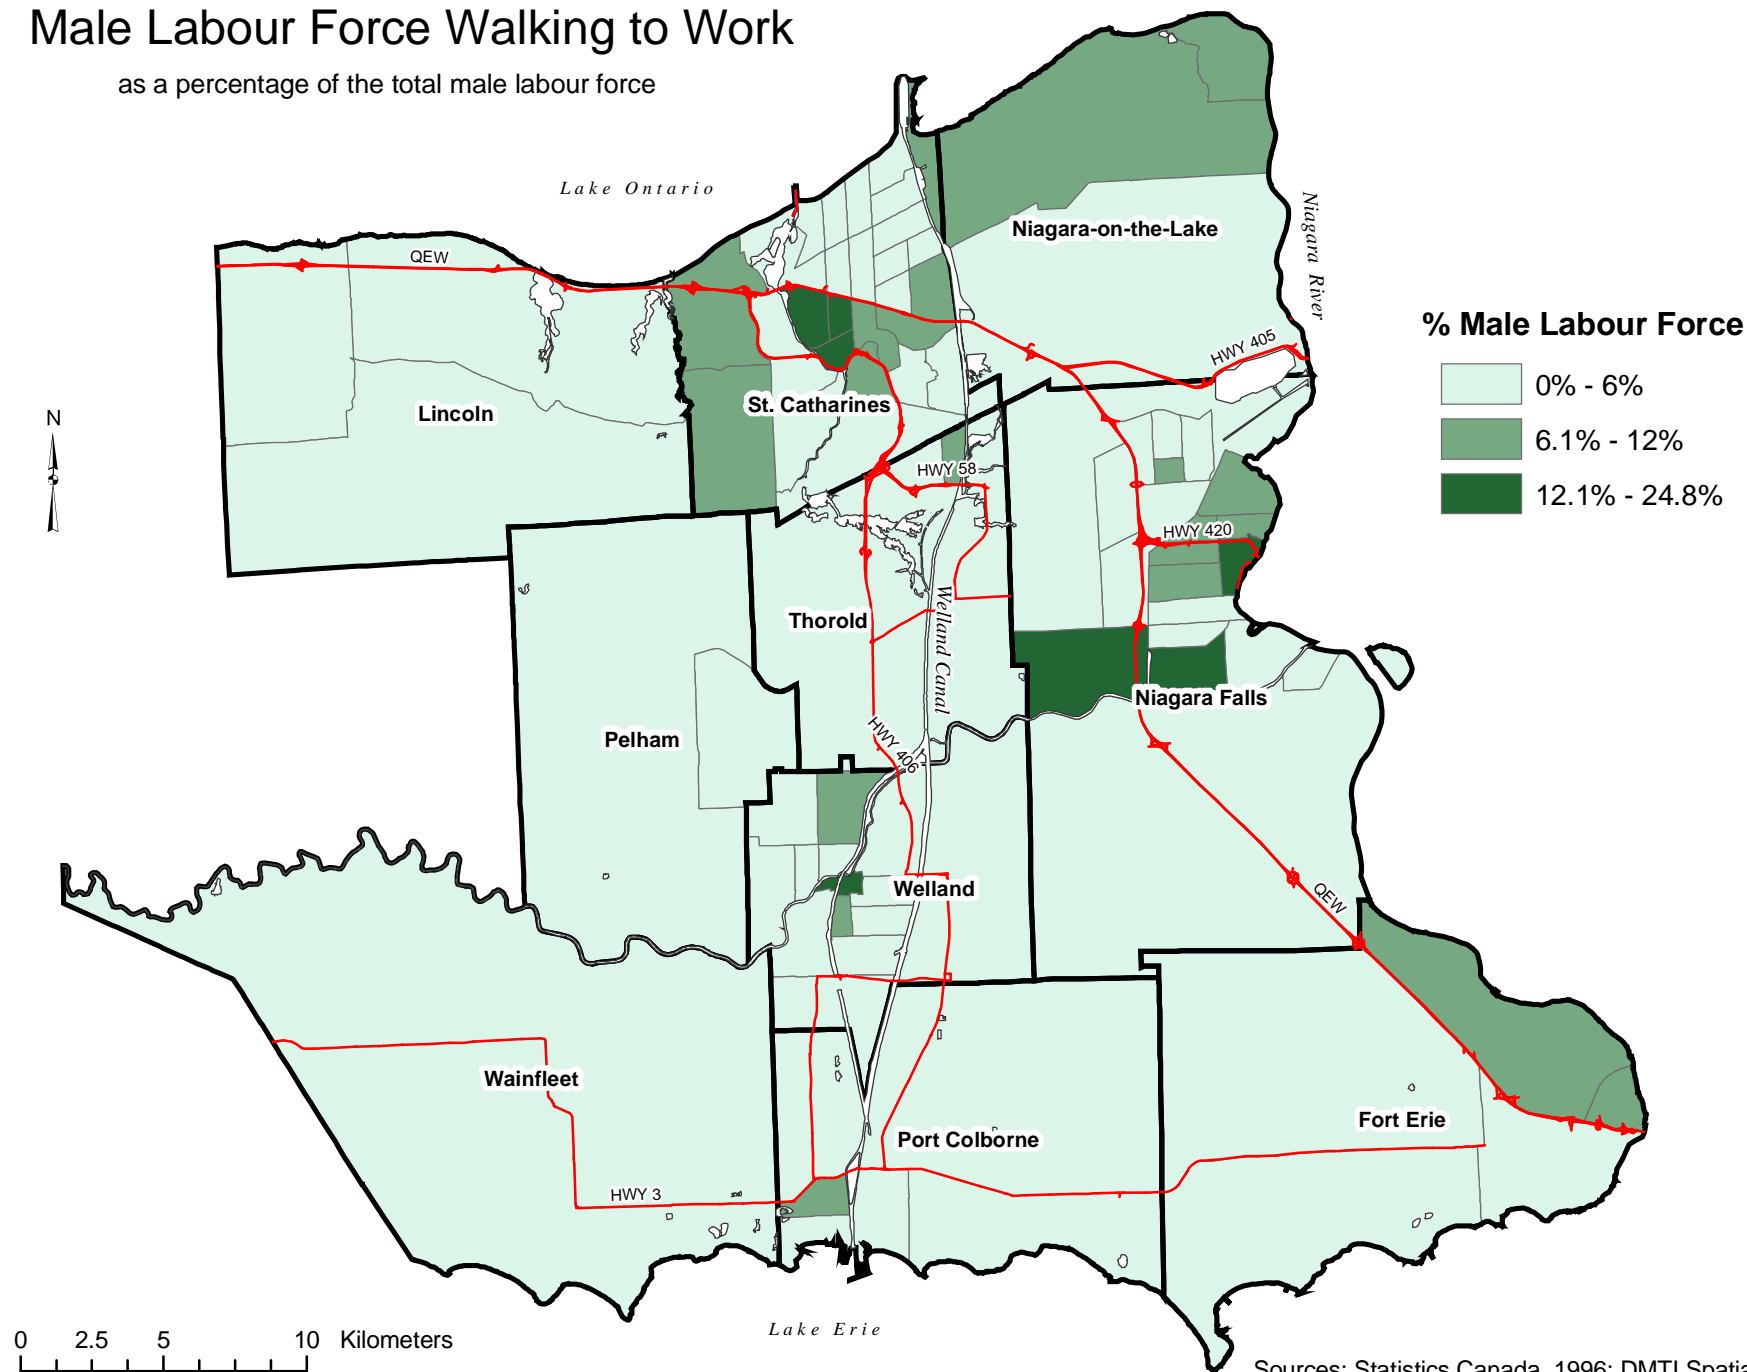 Male Labour Force Walking to Work
as a percentage of the total male labour force
Lake Ontario
Niagara River
Niagara-on-the-Lake
QEW
HWY 405
% Male Labour Force
0% - 6%
6.1% - 12%
12.1% - 24.8%
N
Lincoln
St. Catharines
HWY 58
HWY 420
Thorold
Welland Canal
Niagara Falls
Pelham
HWY 406
Welland
QEW
Wainfleet
Port Colborne
Fort Erie
HWY 3
Lake Erie
0 2.5 5 10 Kilometers
Sources: Statistics Canada, 1996; DMTI Spatia